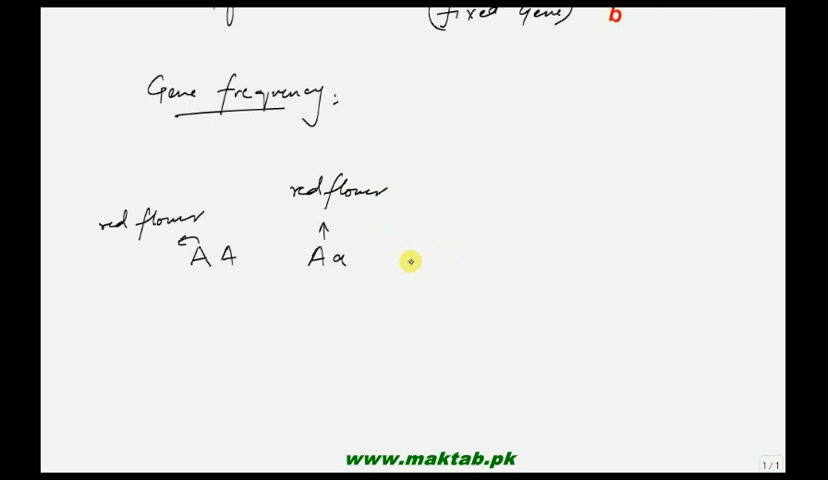 (fixed Gene) b
Gene frequency:
red flower
red flower
AA Aa
www.maktab.pk
1/1